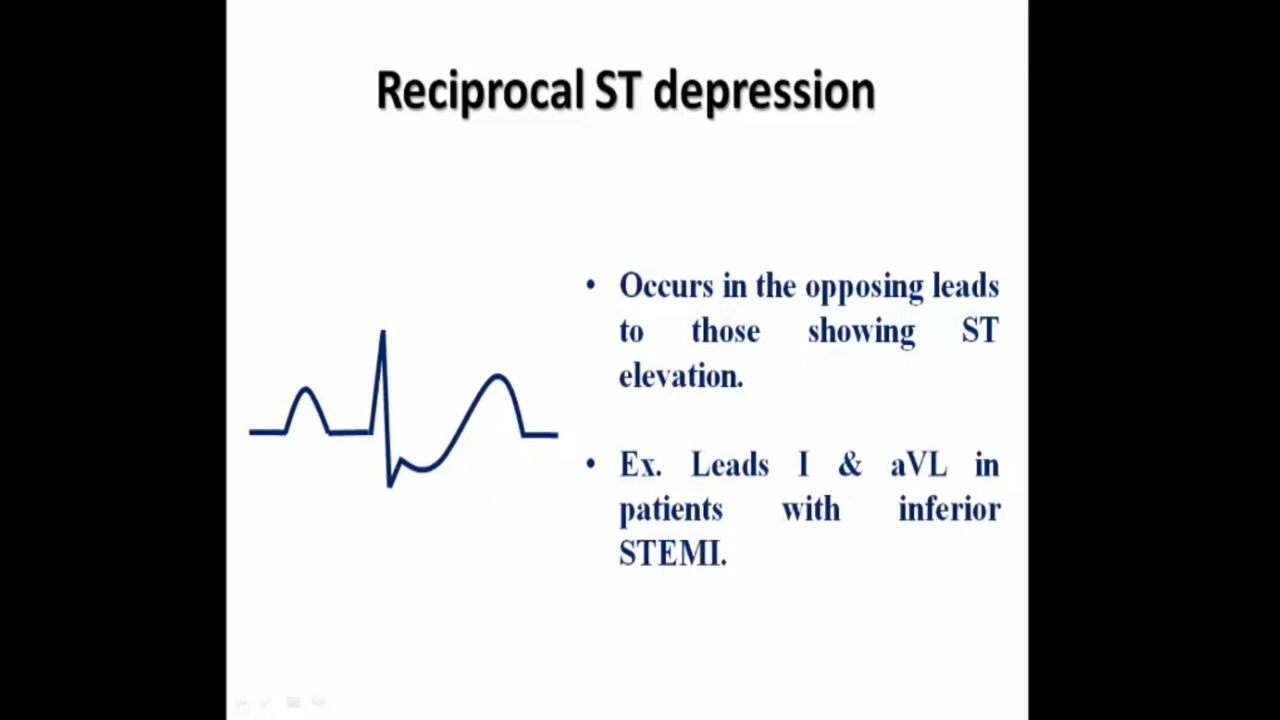 Reciprocal ST depression
• Occurs in the opposing leads
to those showing ST
elevation.
• Ex. Leads I & aVL in
patients with inferior
STEMI.